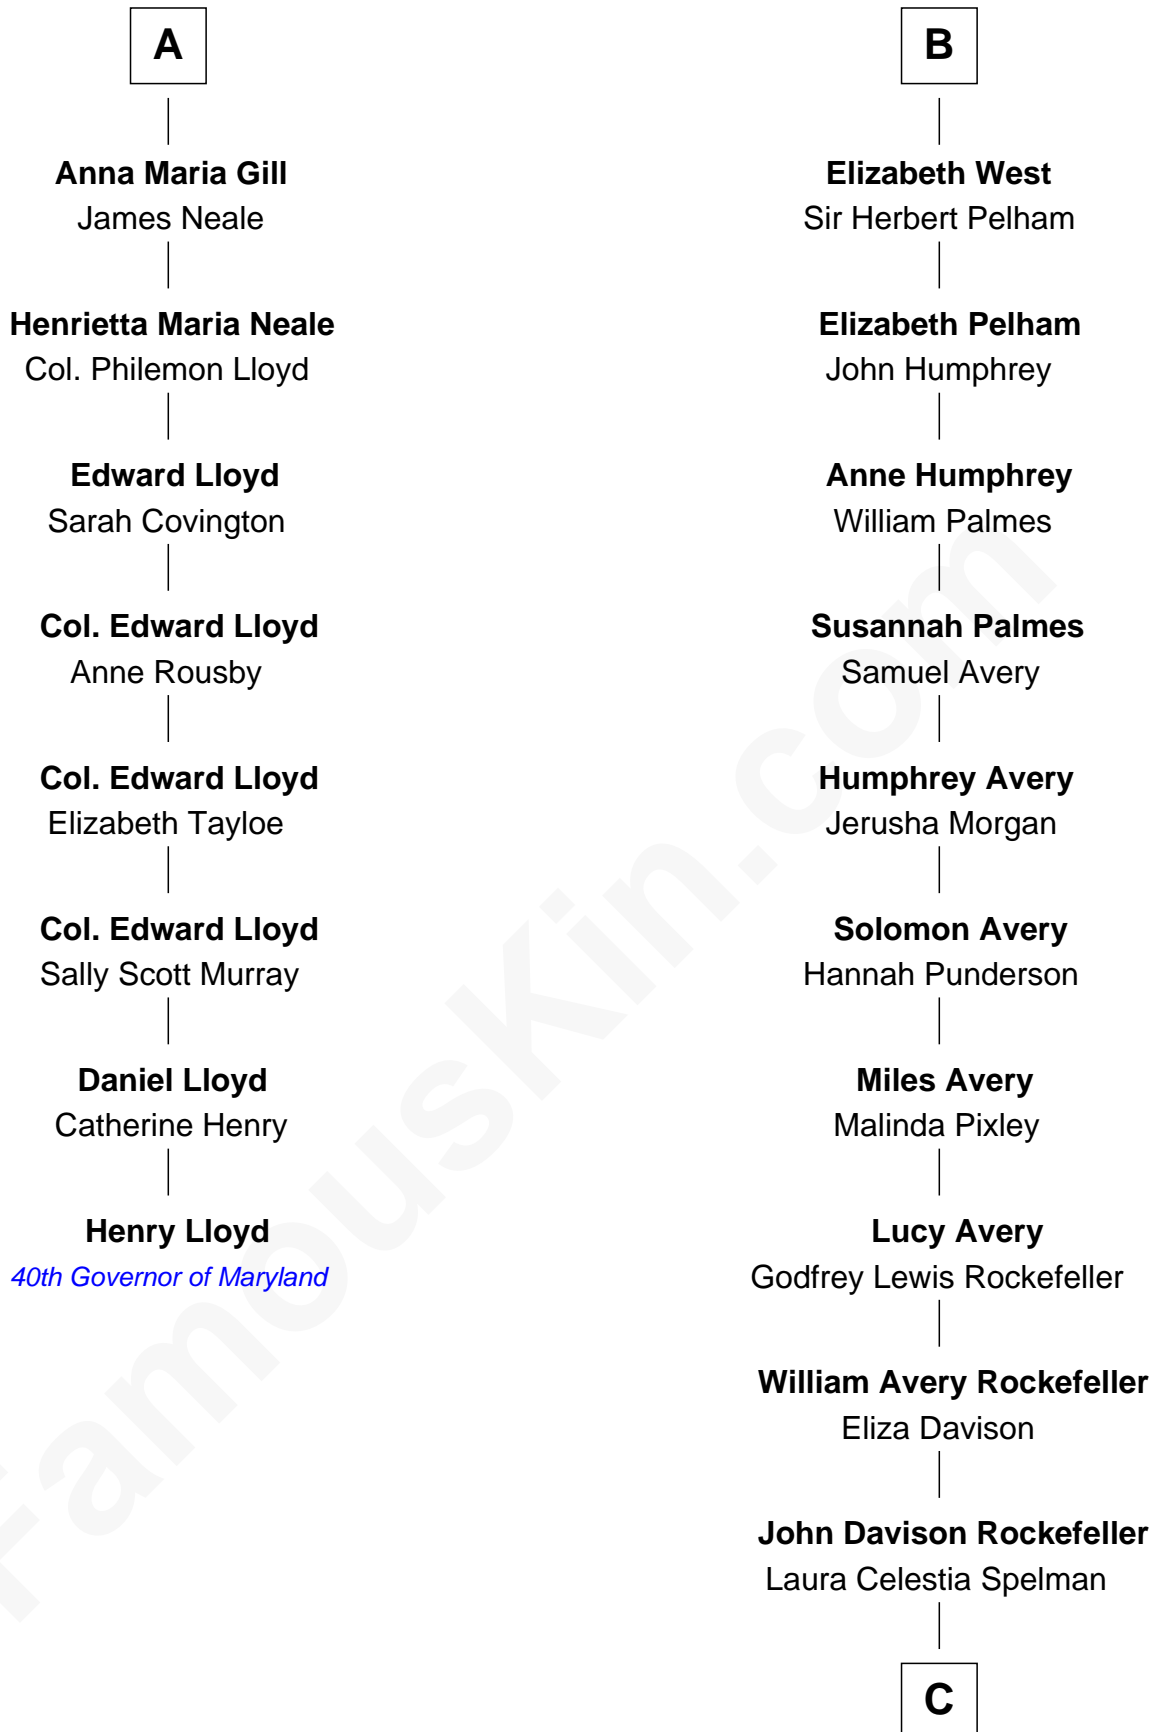 A
Anna Maria Gill
James Neale
Henrietta Maria Neale
Col. Philemon Lloyd
Edward Lloyd
Sarah Covington
Col. Edward Lloyd
Anne Rousby
Col. Edward Lloyd
Elizabeth Tayloe
Col. Edward Lloyd
Sally Scott Murray
Daniel Lloyd
Catherine Henry
Henry Lloyd
40th Governor of Maryland
B
Elizabeth West
Sir Herbert Pelham
Elizabeth Pelham
John Humphrey
Anne Humphrey
William Palmes
Susannah Palmes
Samuel Avery
Humphrey Avery
Jerusha Morgan
Solomon Avery
Hannah Punderson
Miles Avery
Malinda Pixley
Lucy Avery
Godfrey Lewis Rockefeller
William Avery Rockefeller
Eliza Davison
John Davison Rockefeller
Laura Celestia Spelman
C
FamousKin.com